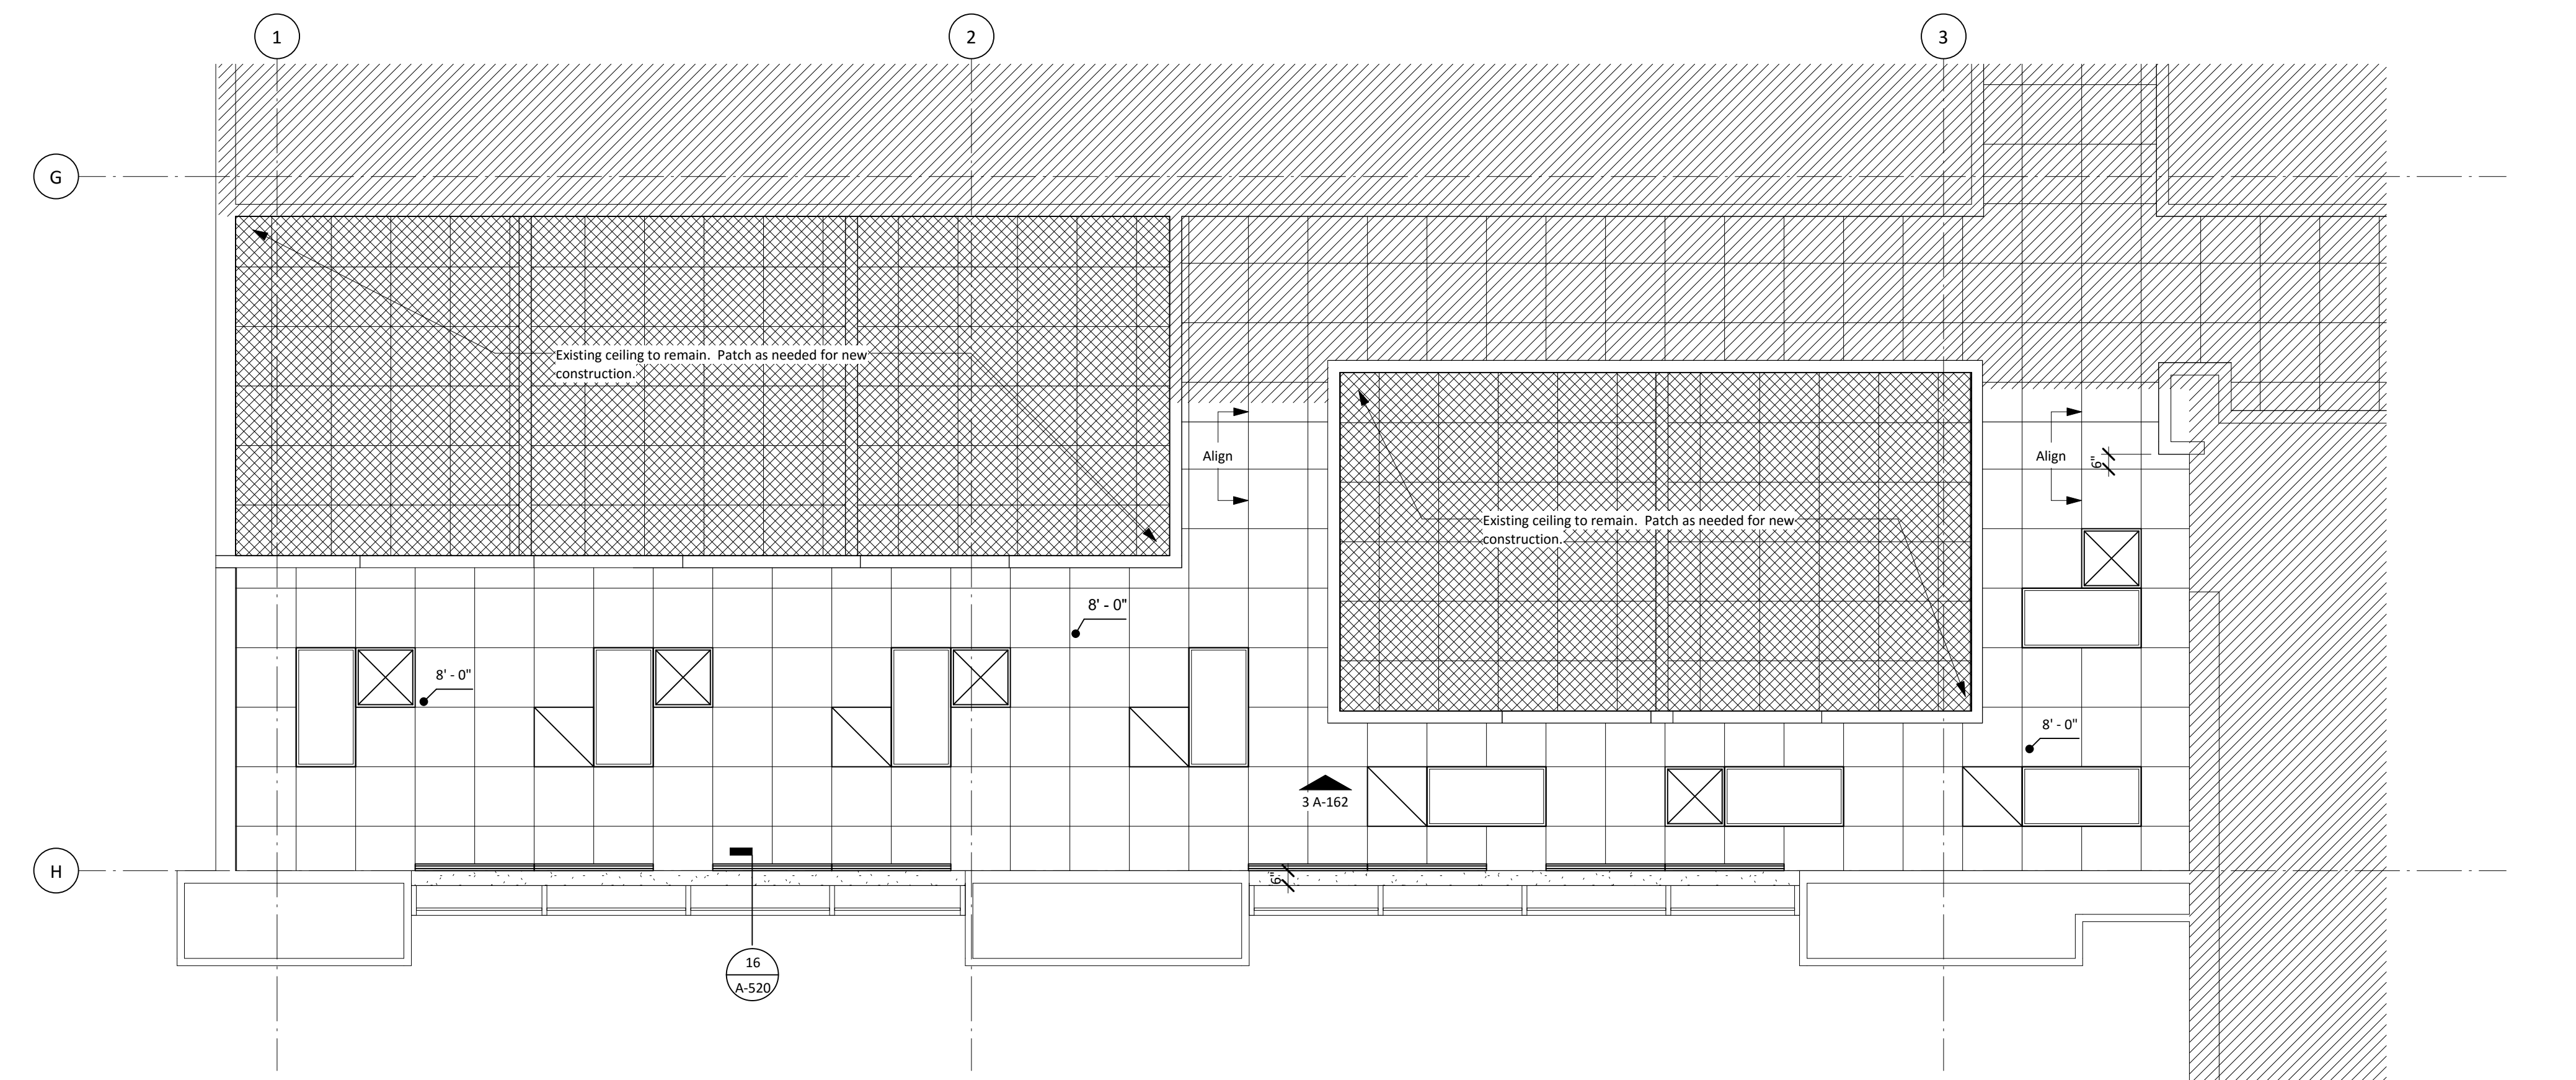 1
2
3
G
Existing ceiling to remain.  Patch as needed for new
construction.
Align
Align
6"
Existing ceiling to remain.  Patch as needed for new
construction.
8' - 0"
8' - 0"
8' - 0"
3 A-162
H
6"
16
A-520